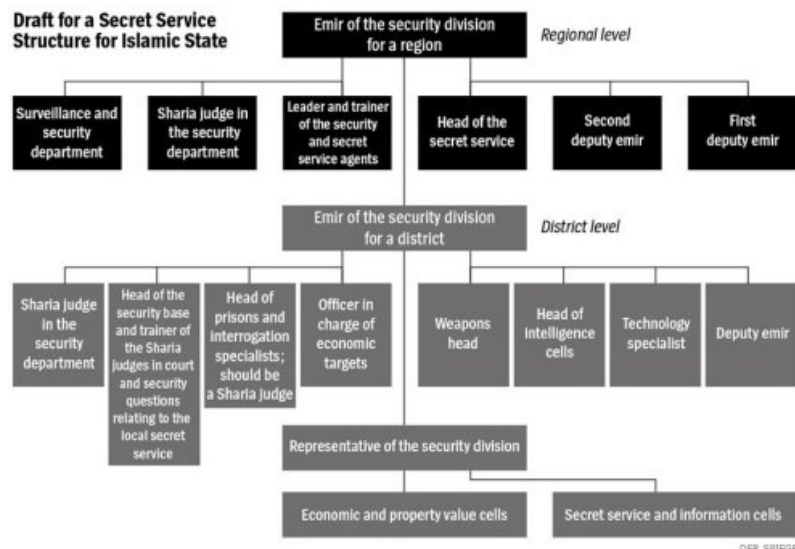 Draft for a Secret Service
Structure for Islamic State
Emir of the security division
for a region
Regional level
Surveillance and
security
department
Sharia judge in
the security
department
Leader and trainer
of the security
and secret
service agents
Head of the
secret service
Second
deputy emir
First
deputy emir
Emir of the security division
for a district
District level
Sharia judge
in the
security
department
Head of the
security base
and trainer of
the Sharia
judges in court
and security
questions
relating to the
local secret
service
Head of
prisons and
interrogation
specialists;
should be
a Sharia judge
Officer in
charge of
economic
targets
Weapons
head
Head of
intelligence
cells
Technology
specialist
Deputy emir
Representative of the security division
Economic and property value cells
Secret service and information cells